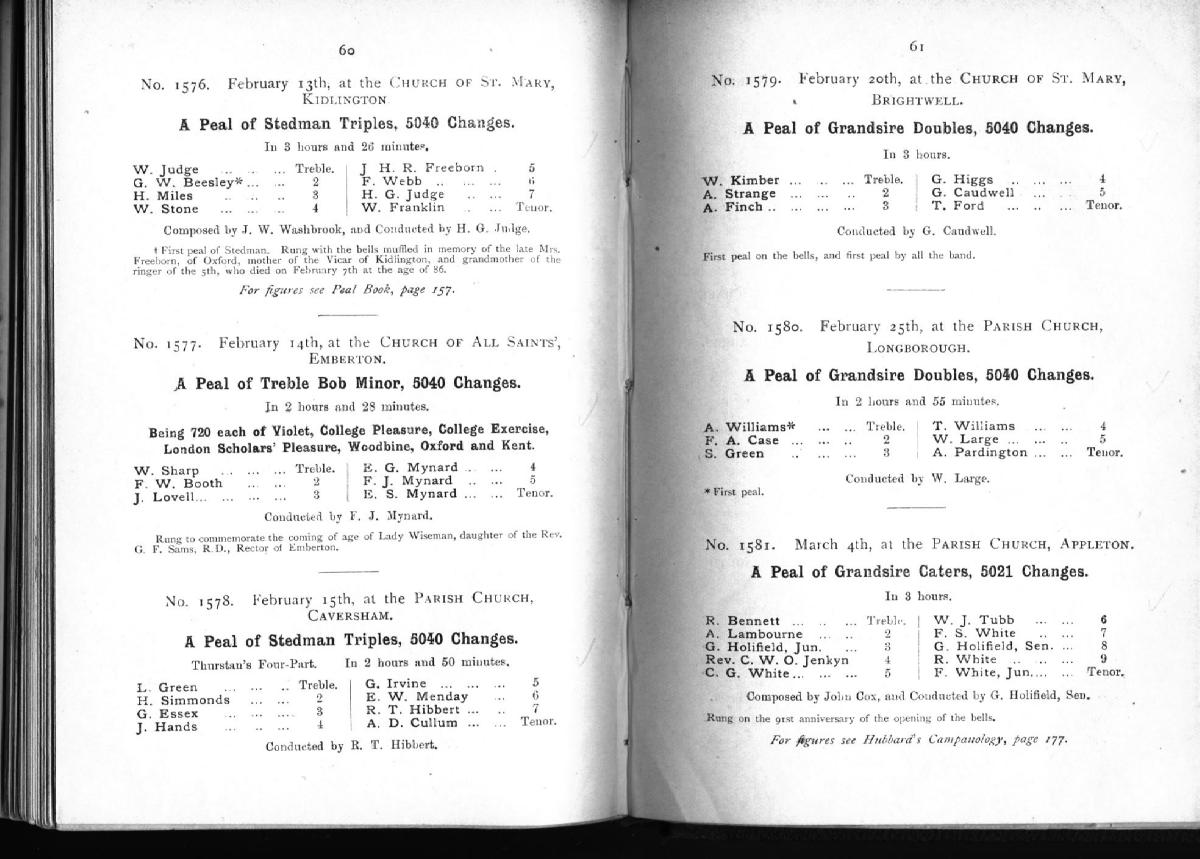 60
No. 1576. February 13th, at the CHURCH OF ST. MARY,
KIDLINGTON
A Peal of Stedman Triples, 5040 Changes.
In 3 hours and 26 minutes.
W. Judge ... ... ... Treble. J H. R. Freeborn . 5
G. W. Beesley* ... ... 2 F. Webb .. ... ... 6
H. Miles .. ... .. 3 H. G. Judge .. ... 7
W. Stone ... ... ... 4 W. Franklin .. ... Tenor.
Composed by J. W. Washbrook, and Conducted by H. G. Judge.
† First peal of Stedman. Rung with the bells muffled in memory of the late Mrs.
Freeborn, of Oxford, mother of the Vicar of Kidlington, and grandmother of the
ringer of the 5th, who died on February 7th at the age of 86.
For figures see Peal Book, page 157.
No. 1577. February 14th, at the CHURCH OF ALL SAINTS',
EMBERTON.
A Peal of Treble Bob Minor, 5040 Changes.
In 2 hours and 28 minutes.
Being 720 each of Violet, College Pleasure, College Exercise,
London Scholars' Pleasure, Woodbine, Oxford and Kent.
W. Sharp ... ... ... Treble. E. G. Mynard ... ... 4
F. W. Booth ... ... 2 F. J. Mynard .. ... 5
J. Lovell... ... ... ... 3 E. S. Mynard ... ... Tenor.
Conducted by F. J. Mynard.
Rung to commemorate the coming of age of Lady Wiseman, daughter of the Rev.
G. F. Sams, R.D., Rector of Emberton.
No. 1578. February 15th, at the PARISH CHURCH,
CAVERSHAM.
A Peal of Stedman Triples, 5040 Changes.
Thurstan's Four-Part. In 2 hours and 50 minutes.
L. Green ... ... .. Treble. G. Irvine ... ... ... 5
H. Simmonds ... ... 2 E. W. Menday ... 6
G. Essex ... ... ... 3 R. T. Hibbert ... .. 7
J. Hands ... ... ... 4 A. D. Cullum ... ... Tenor.
Conducted by R. T. Hibbert.
61
No. 1579. February 20th, at the CHURCH OF ST. MARY,
BRIGHTWELL.
A Peal of Grandsire Doubles, 5040 Changes.
In 3 hours.
W. Kimber ... .. ... Treble. G. Higgs .. ... ... 4
A. Strange ... ... ... 2 G. Caudwell ... ... 5
A. Finch .. ... ... ... 3 T. Ford ... .. ... Tenor.
Conducted by G. Caudwell.
First peal on the bells, and first peal by all the band.
No. 1580. February 25th, at the PARISH CHURCH,
LONGBOROUGH.
A Peal of Grandsire Doubles, 5040 Changes.
In 2 hours and 55 minutes.
A. Williams* ... ... Treble. T. Williams ... ... 4
F. A. Case ... ... .. 2 W. Large ... ... .. 5
S. Green .. ... ... 3 A. Pardington ... ... Tenor.
Conducted by W. Large.
* First peal.
No. 1581. March 4th, at the PARISH CHURCH, APPLETON.
A Peal of Grandsire Caters, 5021 Changes.
In 3 hours.
R. Bennett ... .. ... Treble. W. J. Tubb ... ... 6
A. Lambourne ... ... 2 F. S. White .. ... 7
G. Holifield, Jun. ... 3 G. Holifield, Sen. ... 8
Rev. C. W. O. Jenkyn 4 R. White .. ... ... 9
C. G. White... ... ... 5 F. White, Jun.... ... Tenor.
Composed by John Cox, and Conducted by G. Holifield, Sen.
Rung on the 91st anniversary of the opening of the bells.
For figures see Hubbard's Campanology, page 177.